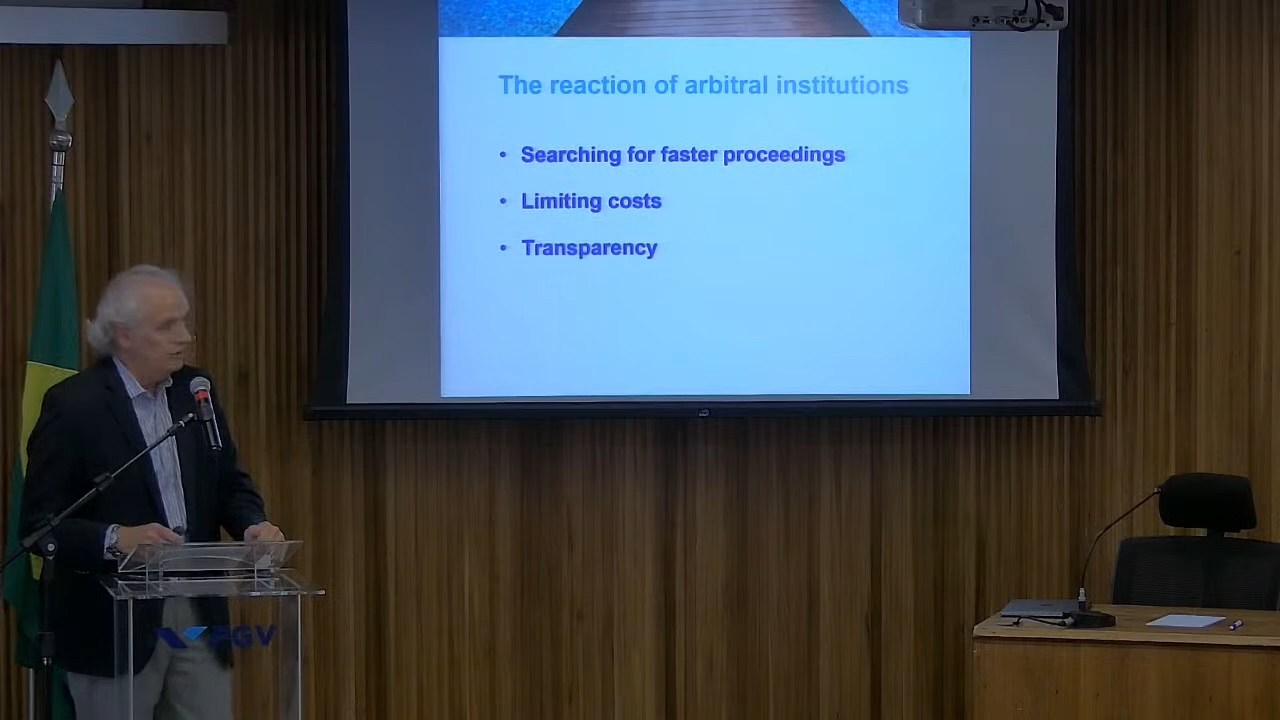 The reaction of arbitral institutions
• Searching for faster proceedings
• Limiting costs
• Transparency
FGV